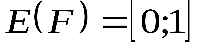 E(F) = [0;1]